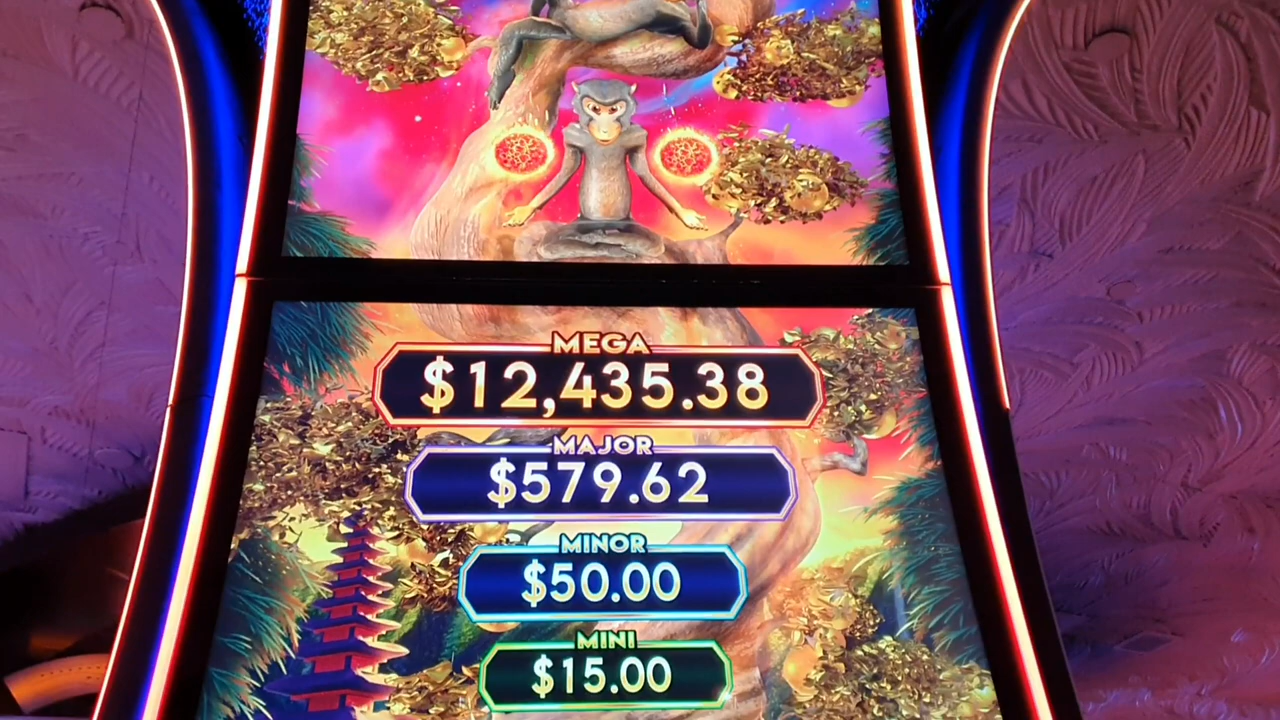 MEGA
$12,435.38
MAJOR
$579.62
MINOR
$50.00
MINI
$15.00